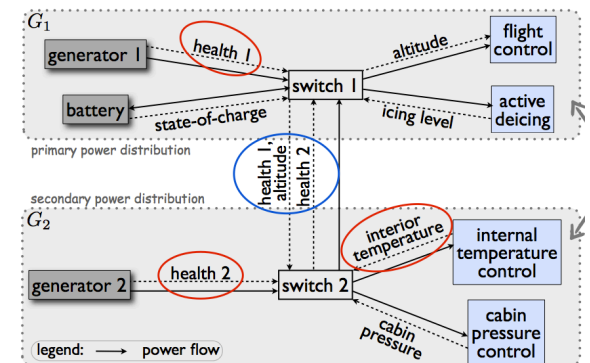 G1
generator 1
health 1
altitude
flight
control
switch 1
battery
state-of-charge
icing level
active
deicing
primary power distribution
health 1,
altitude
health 2
secondary power distribution
G2
interior
temperature
internal
temperature
control
health 2
generator 2
switch 2
cabin
pressure
cabin
pressure
control
legend: power flow